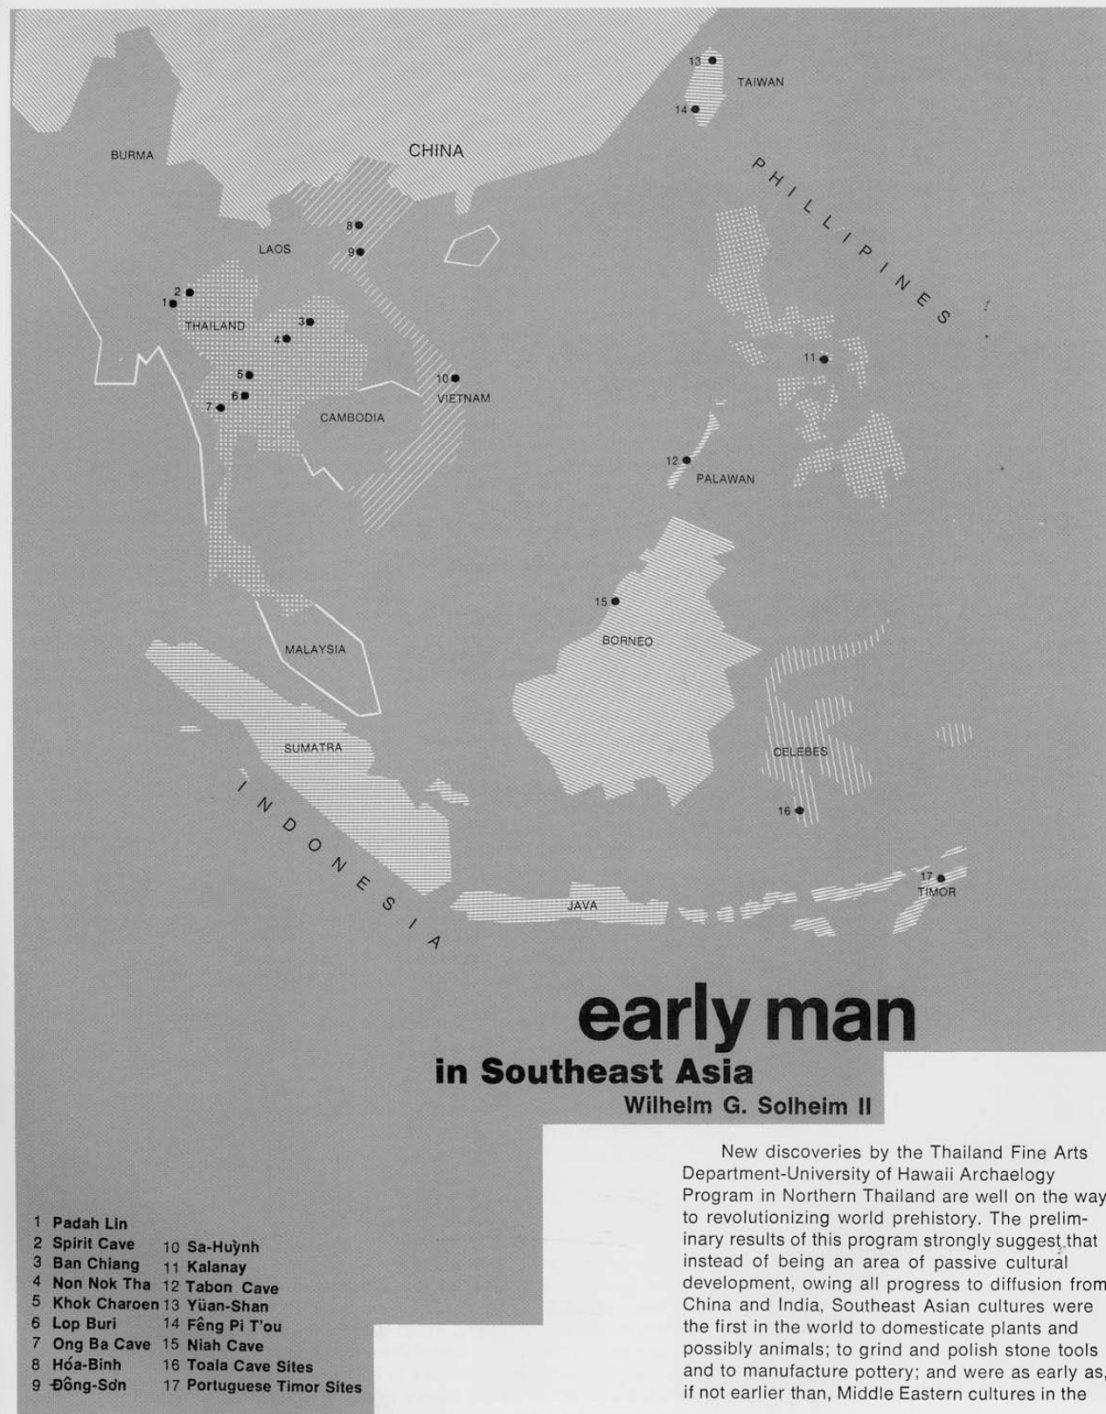 13
TAIWAN
14
BURMA
CHINA
PHILLIPINES
8
LAOS
9
2
1
THAILAND
3
4
11
5
10
6
VIETNAM
7
CAMBODIA
12
PALAWAN
15
BORNEO
MALAYSIA
SUMATRA
CELEBES
INDONESIA
16
17
TIMOR
JAVA
early man
in Southeast Asia
Wilhelm G. Solheim II
New discoveries by the Thailand Fine Arts
Department-University of Hawaii Archaelogy
Program in Northern Thailand are well on the way
to revolutionizing world prehistory. The prelim-
inary results of this program strongly suggest that
instead of being an area of passive cultural
development, owing all progress to diffusion from
China and India, Southeast Asian cultures were
the first in the world to domesticate plants and
possibly animals; to grind and polish stone tools
and to manufacture pottery; and were as early as,
if not earlier than, Middle Eastern cultures in the
1 Padah Lin
2 Spirit Cave
3 Ban Chiang
4 Non Nok Tha
5 Khok Charoen
6 Lop Buri
7 Ong Ba Cave
8 Hóa-Binh
9 Đông-Sơn
10 Sa-Huỳnh
11 Kalanay
12 Tabon Cave
13 Yüan-Shan
14 Fêng Pi T'ou
15 Niah Cave
16 Toala Cave Sites
17 Portuguese Timor Sites